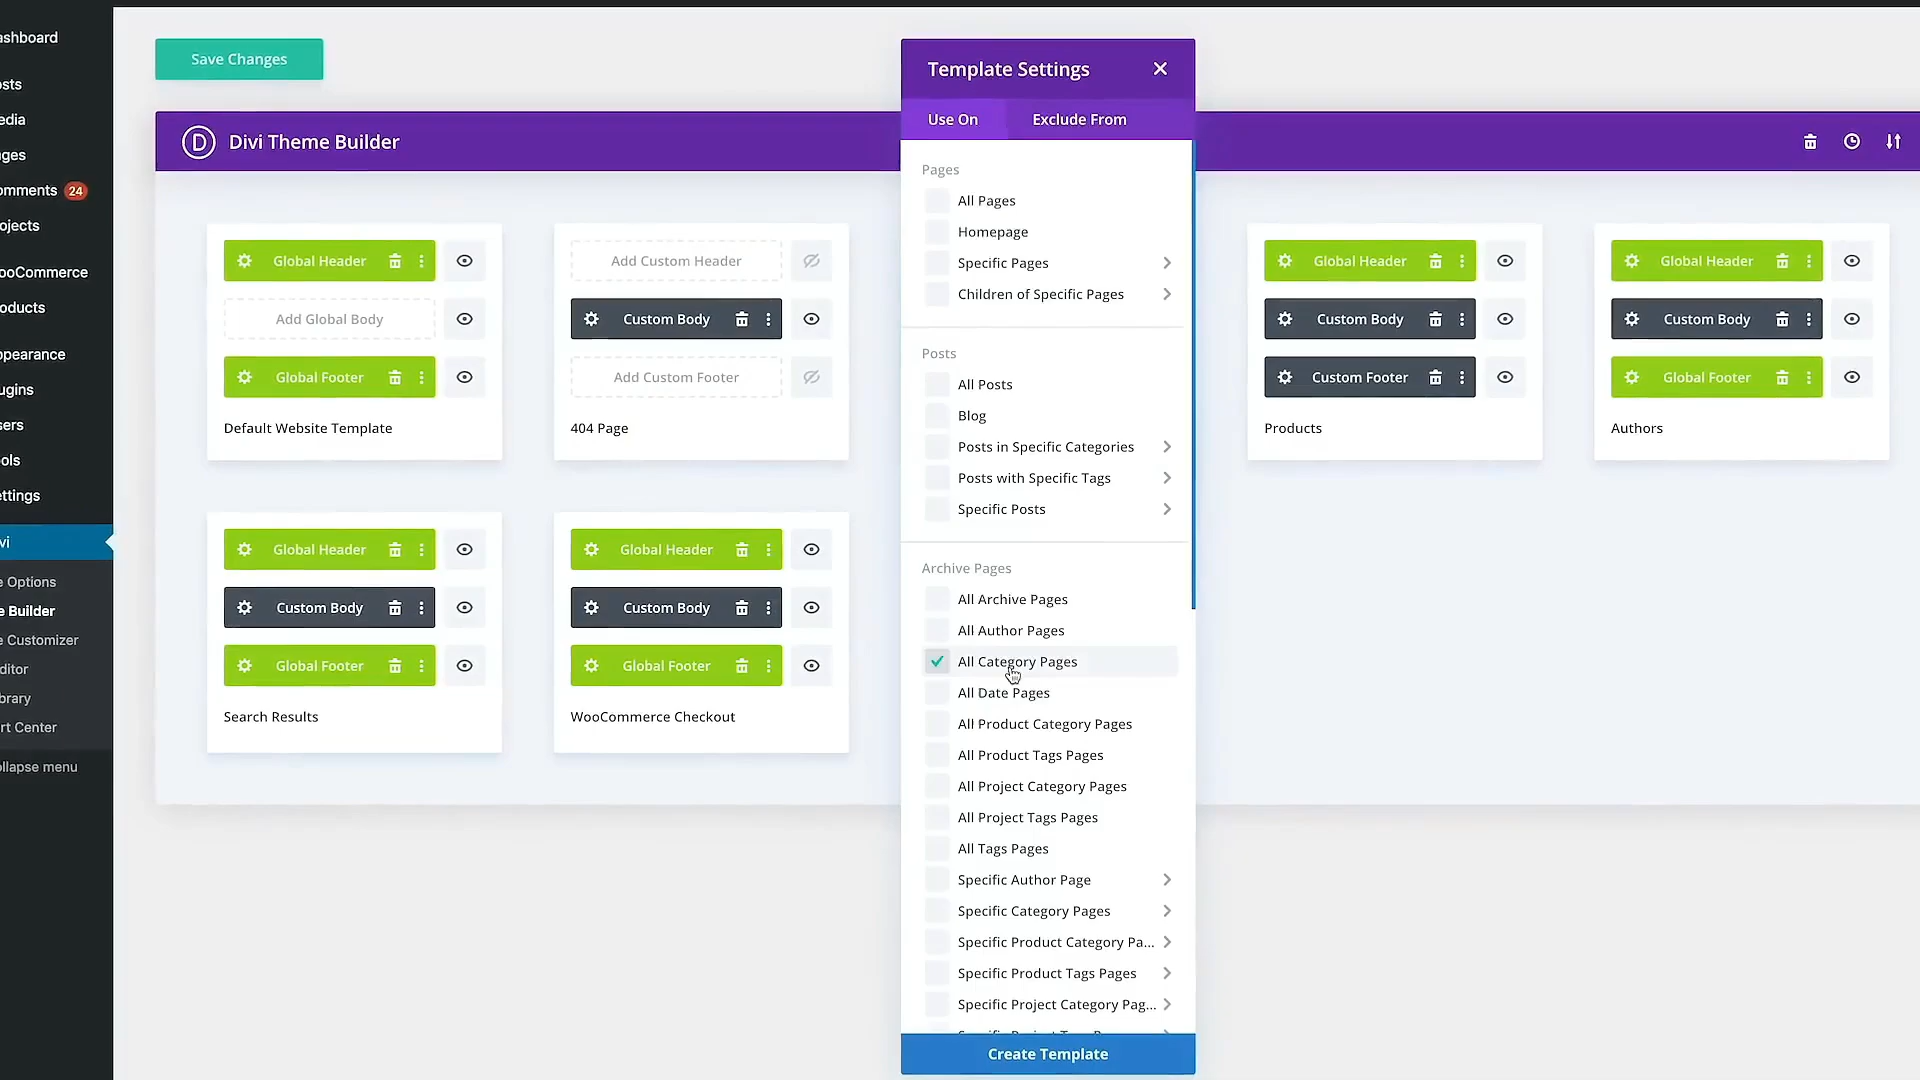 ashboard
osts
edia
ges
omments 24
ojects
ooCommerce
oducts
ppearance
ugins
sers
ols
ettings
vi
e Options
e Builder
e Customizer
ditor
brary
rt Center
ollapse menu
Save Changes
D Divi Theme Builder
Global Header
Add Global Body
Global Footer
Default Website Template
Add Custom Header
Custom Body
Add Custom Footer
404 Page
Global Header
Custom Body
Custom Footer
Products
Global Header
Custom Body
Global Footer
Authors
Global Header
Custom Body
Global Footer
Search Results
Global Header
Custom Body
Global Footer
WooCommerce Checkout
Template Settings
Use On Exclude From
Pages
All Pages
Homepage
Specific Pages
Children of Specific Pages
Posts
All Posts
Blog
Posts in Specific Categories
Posts with Specific Tags
Specific Posts
Archive Pages
All Archive Pages
All Author Pages
All Category Pages
All Date Pages
All Product Category Pages
All Product Tags Pages
All Project Category Pages
All Project Tags Pages
All Tags Pages
Specific Author Page
Specific Category Pages
Specific Product Category Pa...
Specific Product Tags Pages
Specific Project Category Pag...
Create Template